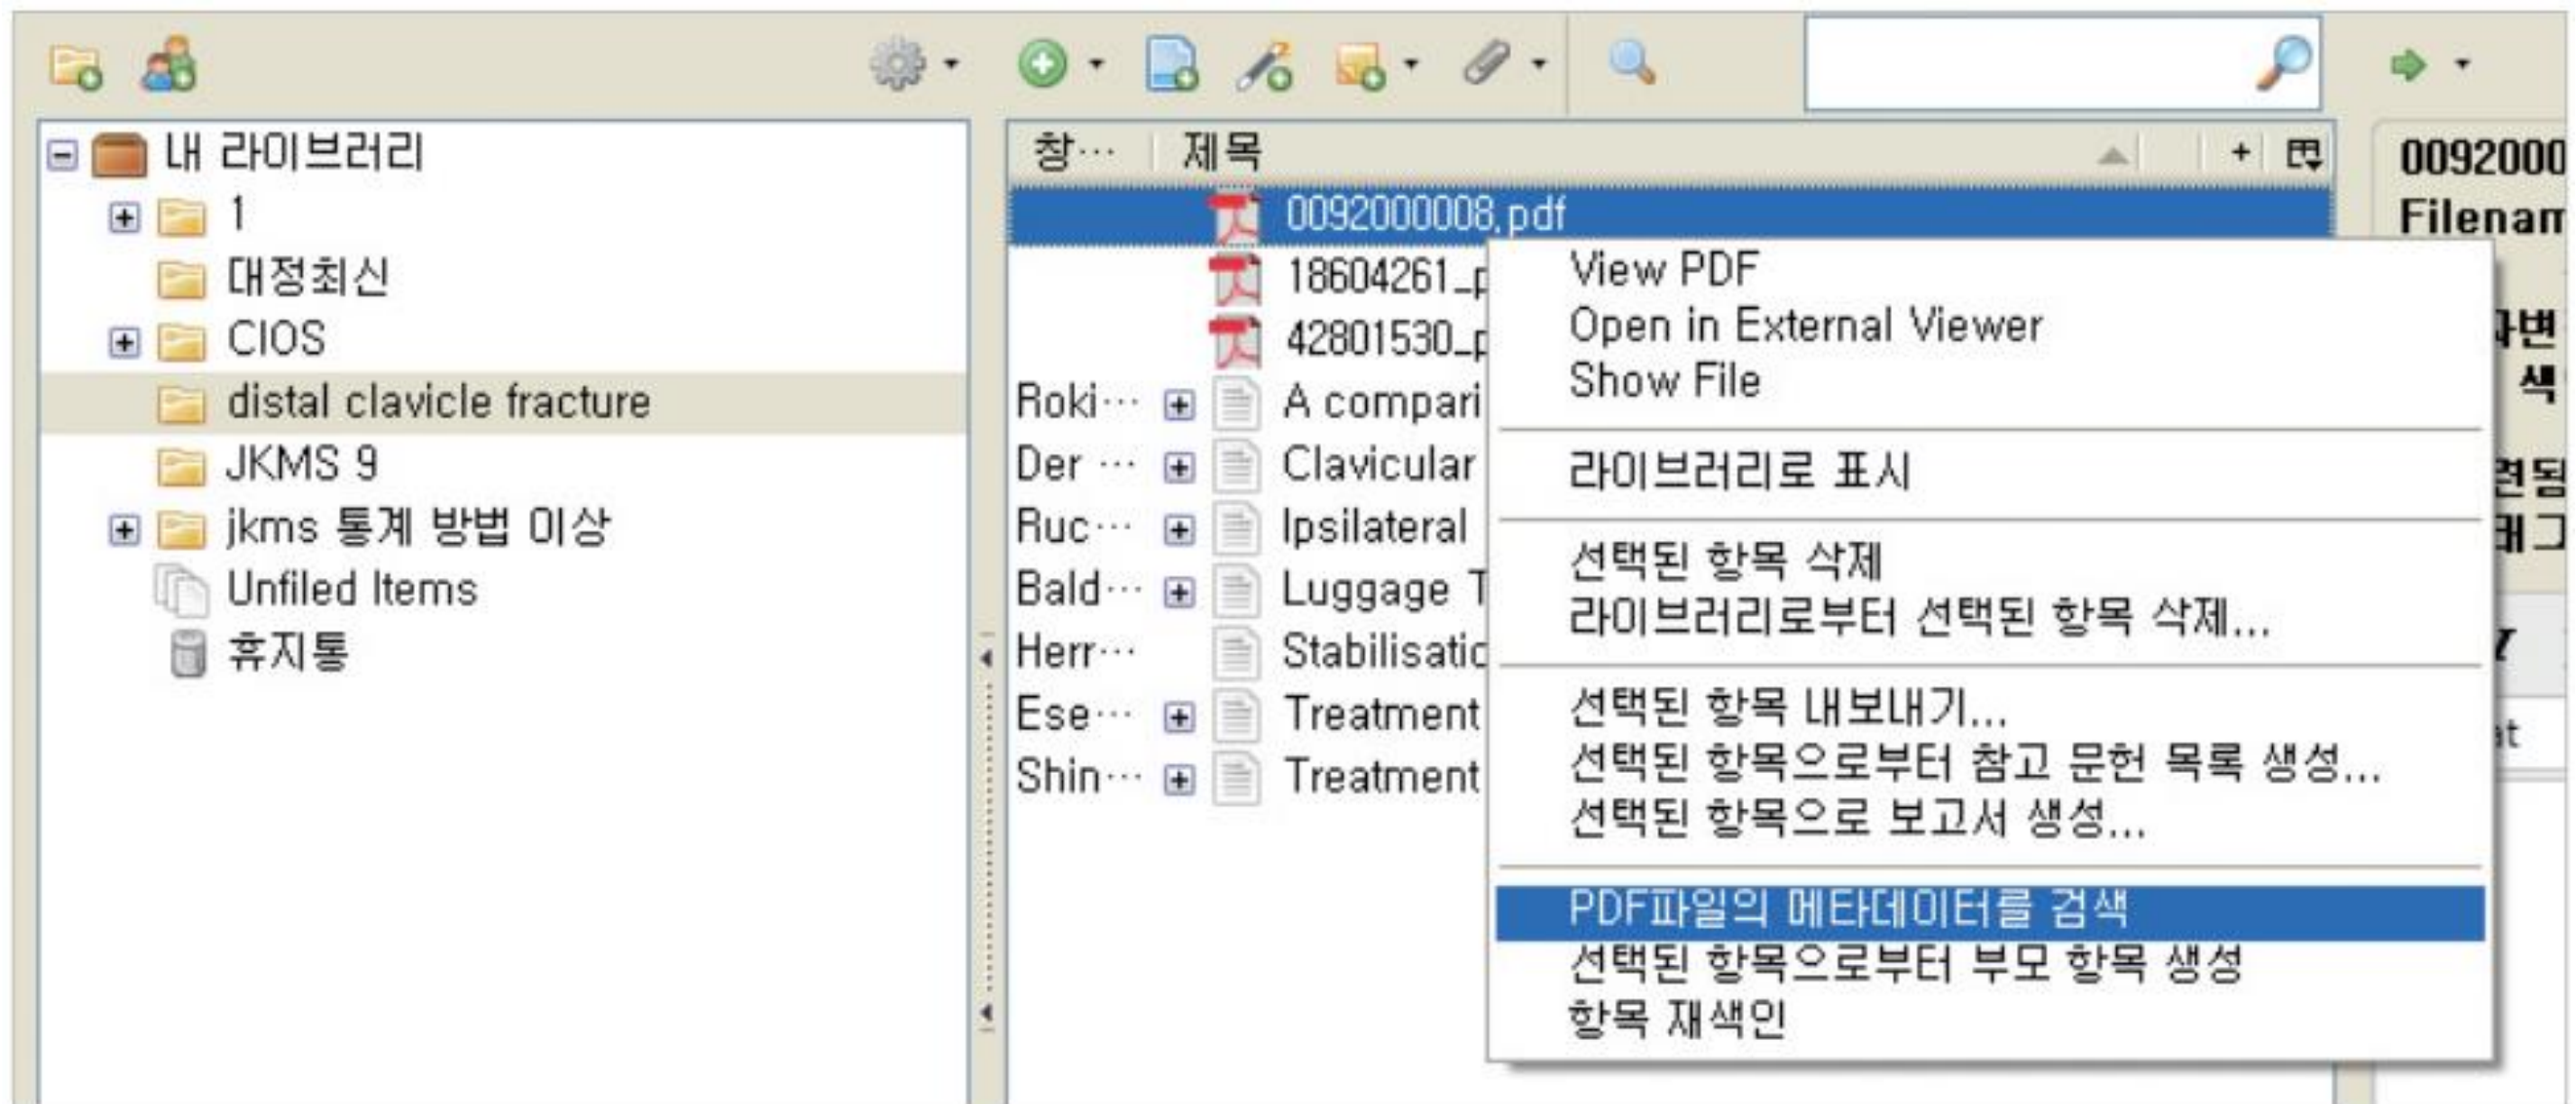 내 라이브러리
1
대정최신
CIOS
distal clavicle fracture
JKMS 9
jkms 통계 방법 이상
Unfiled Items
휴지통
창… 제목 +
0092000008.pdf
18604261_p
42801530_p
Roki… A compari
Der … Clavicular
Ruc… Ipsilateral
Bald… Luggage T
Herr… Stabilisatio
Ese… Treatment
Shin… Treatment
View PDF
Open in External Viewer
Show File
라이브러리로 표시
선택된 항목 삭제
라이브러리로부터 선택된 항목 삭제...
선택된 항목 내보내기...
선택된 항목으로부터 참고 문헌 목록 생성...
선택된 항목으로 보고서 생성...
PDF파일의 메타데이터를 검색
선택된 항목으로부터 부모 항목 생성
항목 재색인
0092000
Filenam
색
련됨